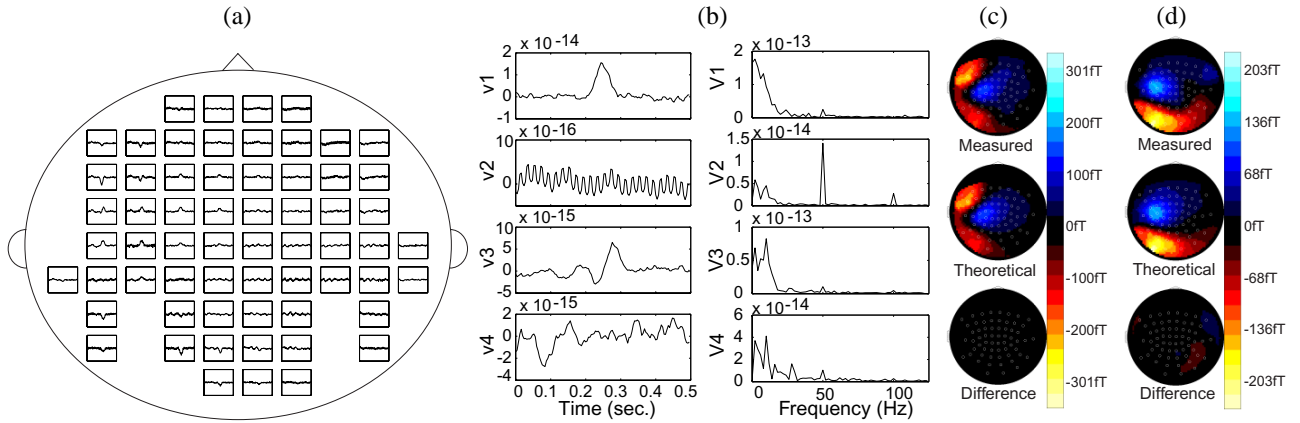 (a)
(b)
(c)
(d)
x 10⁻¹⁴
2
1
0
-1
v1
x 10⁻¹⁶
10
5
0
v2
x 10⁻¹⁵
10
5
0
-5
v3
x 10⁻¹⁵
2
0
-2
-4
v4
0 0.1 0.2 0.3 0.4 0.5
Time (sec.)
x 10⁻¹³
2
1
0
V1
x 10⁻¹⁴
1.5
1
0.5
0
V2
x 10⁻¹³
1
0.5
0
V3
x 10⁻¹⁴
6
4
2
0
V4
0 50 100
Frequency (Hz)
Measured
Theoretical
Difference
301fT
200fT
100fT
0fT
-100fT
-200fT
-301fT
Measured
Theoretical
Difference
203fT
136fT
68fT
0fT
-68fT
-136fT
-203fT